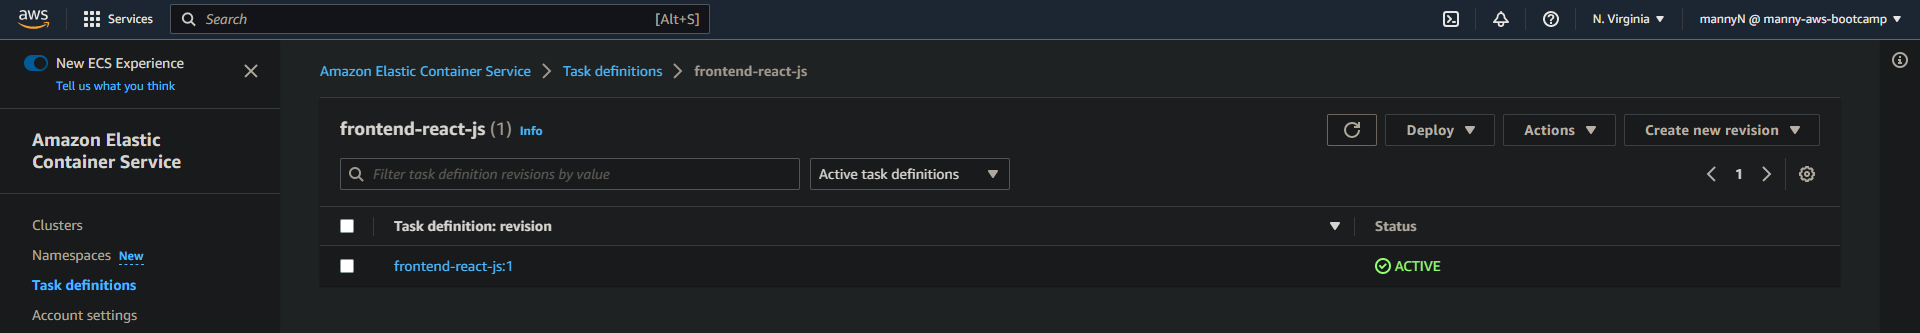 aws Services Search [Alt+S] N. Virginia mannyN @ manny-aws-bootcamp
New ECS Experience
Tell us what you think
Amazon Elastic Container Service
Clusters
Namespaces New
Task definitions
Account settings
Amazon Elastic Container Service Task definitions frontend-react-js
frontend-react-js (1) Info Deploy Actions Create new revision
Filter task definition revisions by value Active task definitions 1
Task definition: revision Status
frontend-react-js:1 ACTIVE